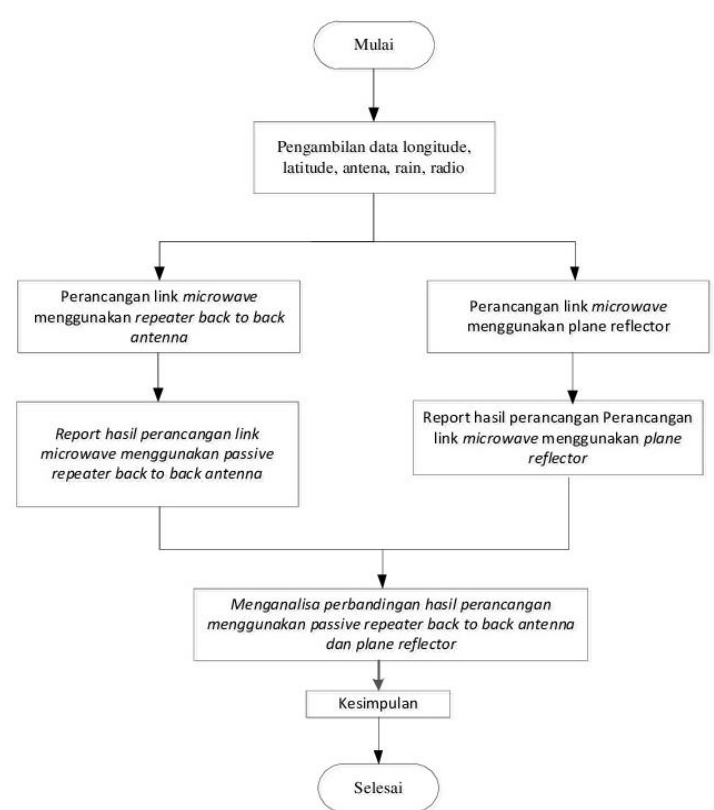 Mulai
Pengambilan data longitude,
latitude, antena, rain, radio
Perancangan link microwave
menggunakan repeater back to back
antenna
Perancangan link microwave
menggunakan plane reflector
Report hasil perancangan link
microwave menggunakan passive
repeater back to back antenna
Report hasil perancangan Perancangan
link microwave menggunakan plane
reflector
Menganalisa perbandingan hasil perancangan
menggunakan passive repeater back to back antenna
dan plane reflector
Kesimpulan
Selesai